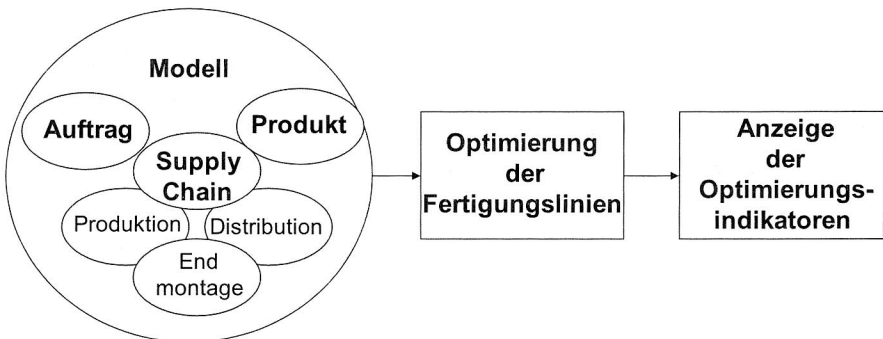 Modell
Auftrag
Produkt
Supply
Chain
Produktion
Distribution
End
montage
Optimierung
der
Fertigungslinien
Anzeige
der
Optimierungs-
indikatoren